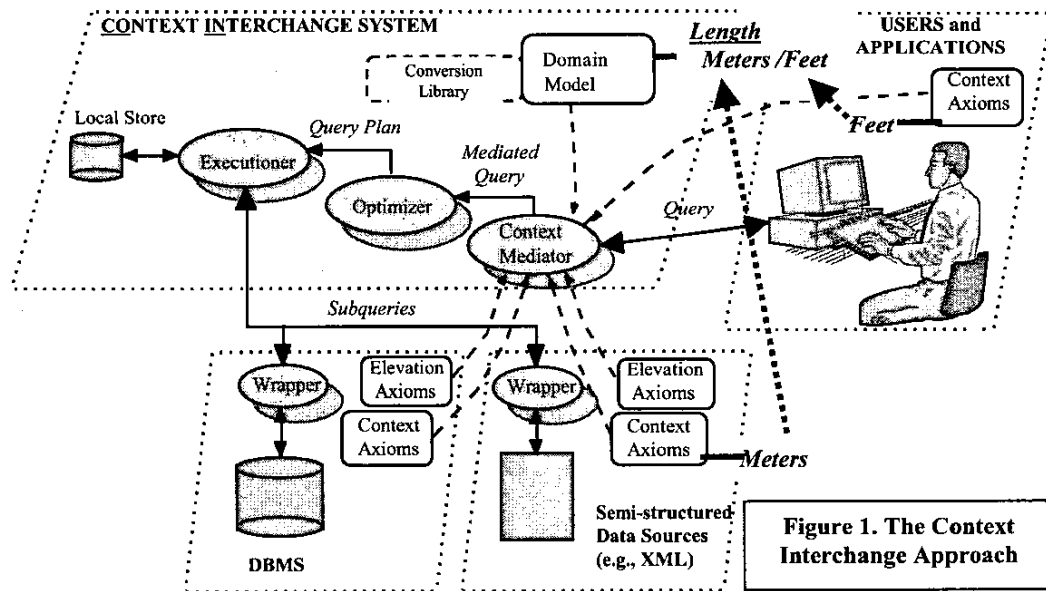 CONTEXT INTERCHANGE SYSTEM
Length
Meters /Feet
USERS and
APPLICATIONS
Conversion
Library
Domain
Model
Context
Axioms
Feet
Local Store
Query Plan
Executioner
Mediated
Query
Optimizer
Context
Mediator
Query
Subqueries
Wrapper
Elevation
Axioms
Context
Axioms
DBMS
Wrapper
Elevation
Axioms
Context
Axioms
Meters
Semi-structured
Data Sources
(e.g., XML)
Figure 1. The Context
Interchange Approach